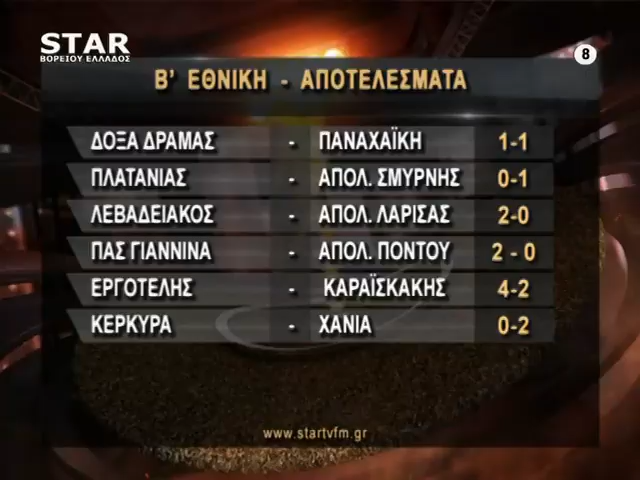 STAR
ΒΟΡΕΙΟΥ ΕΛΛΑΔΟΣ
8
Β' ΕΘΝΙΚΗ - ΑΠΟΤΕΛΕΣΜΑΤΑ
ΔΟΞΑ ΔΡΑΜΑΣ - ΠΑΝΑΧΑΪΚΗ 1-1
ΠΛΑΤΑΝΙΑΣ - ΑΠΟΛ. ΣΜΥΡΝΗΣ 0-1
ΛΕΒΑΔΕΙΑΚΟΣ - ΑΠΟΛ. ΛΑΡΙΣΑΣ 2-0
ΠΑΣ ΓΙΑΝΝΙΝΑ - ΑΠΟΛ. ΠΟΝΤΟΥ 2 - 0
ΕΡΓΟΤΕΛΗΣ - ΚΑΡΑΪΣΚΑΚΗΣ 4-2
ΚΕΡΚΥΡΑ - ΧΑΝΙΑ 0-2
www.startvfm.gr